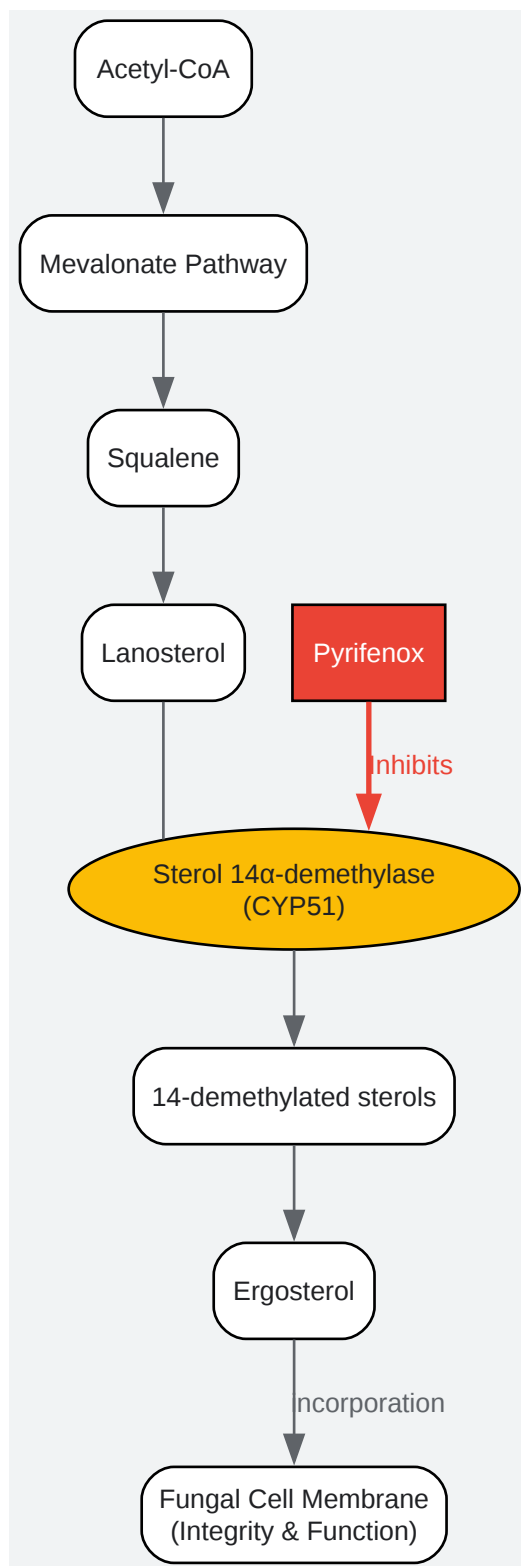 Acetyl-CoA
Mevalonate Pathway
Squalene
Lanosterol
Pyrifenox
Inhibits
Sterol 14α-demethylase
(CYP51)
14-demethylated sterols
Ergosterol
incorporation
Fungal Cell Membrane
(Integrity & Function)